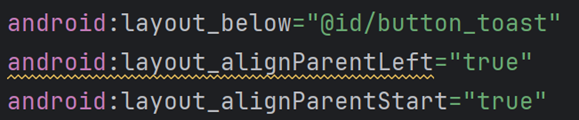 android:layout_below="@id/button_toast"
android:layout_alignParentLeft="true"
android:layout_alignParentStart="true"